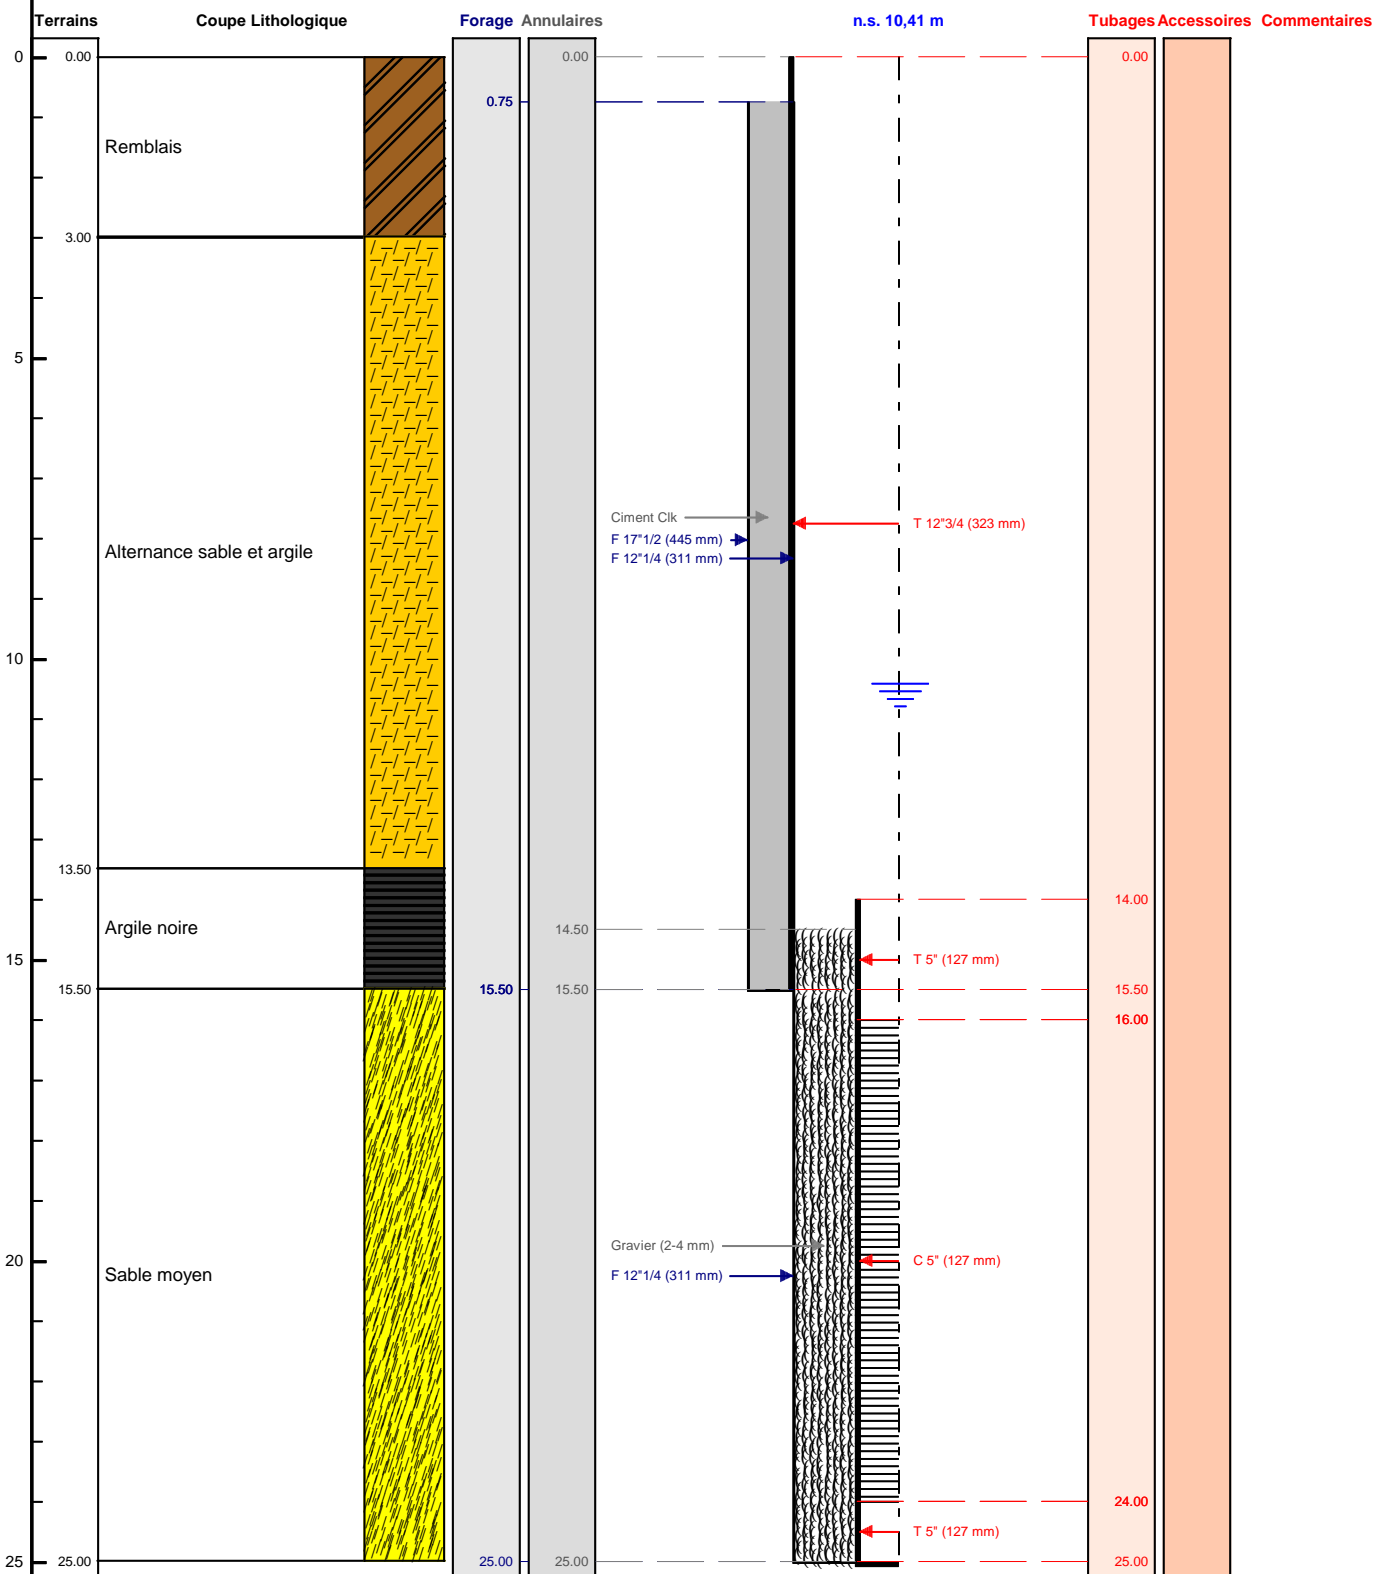 Terrains Coupe Lithologique Forage Annulaires n.s. 10,41 m Tubages Accessoires Commentaires
0 0.00 0.00 0.00
0.75
Remblais
3.00
5
Ciment Clk
T 12"3/4 (323 mm)
F 17"1/2 (445 mm)
Alternance sable et argile
F 12"1/4 (311 mm)
10
13.50
14.00
Argile noire
14.50
15
T 5" (127 mm)
15.50 15.50 15.50 15.50
16.00
Gravier (2-4 mm)
20
C 5" (127 mm)
Sable moyen
F 12"1/4 (311 mm)
24.00
T 5" (127 mm)
25 25.00 25.00 25.00 25.00